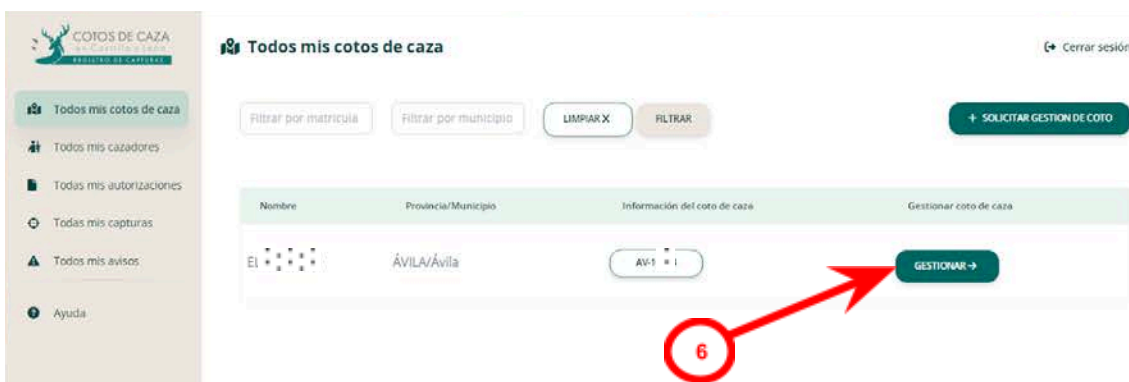 COTOS DE CAZA
en Castilla y León
REGISTRO DE CAPTURAS
Todos mis cotos de caza
Todos mis cazadores
Todas mis autorizaciones
Todas mis capturas
Todos mis avisos
Ayuda
Todos mis cotos de caza
Cerrar sesión
Filtrar por matrícula
Filtrar por municipio
LIMPIAR X
FILTRAR
+ SOLICITAR GESTION DE COTO
Nombre
Provincia/Municipio
Información del coto de caza
Gestionar coto de caza
ÁVILA/Ávila
GESTIONAR →
6